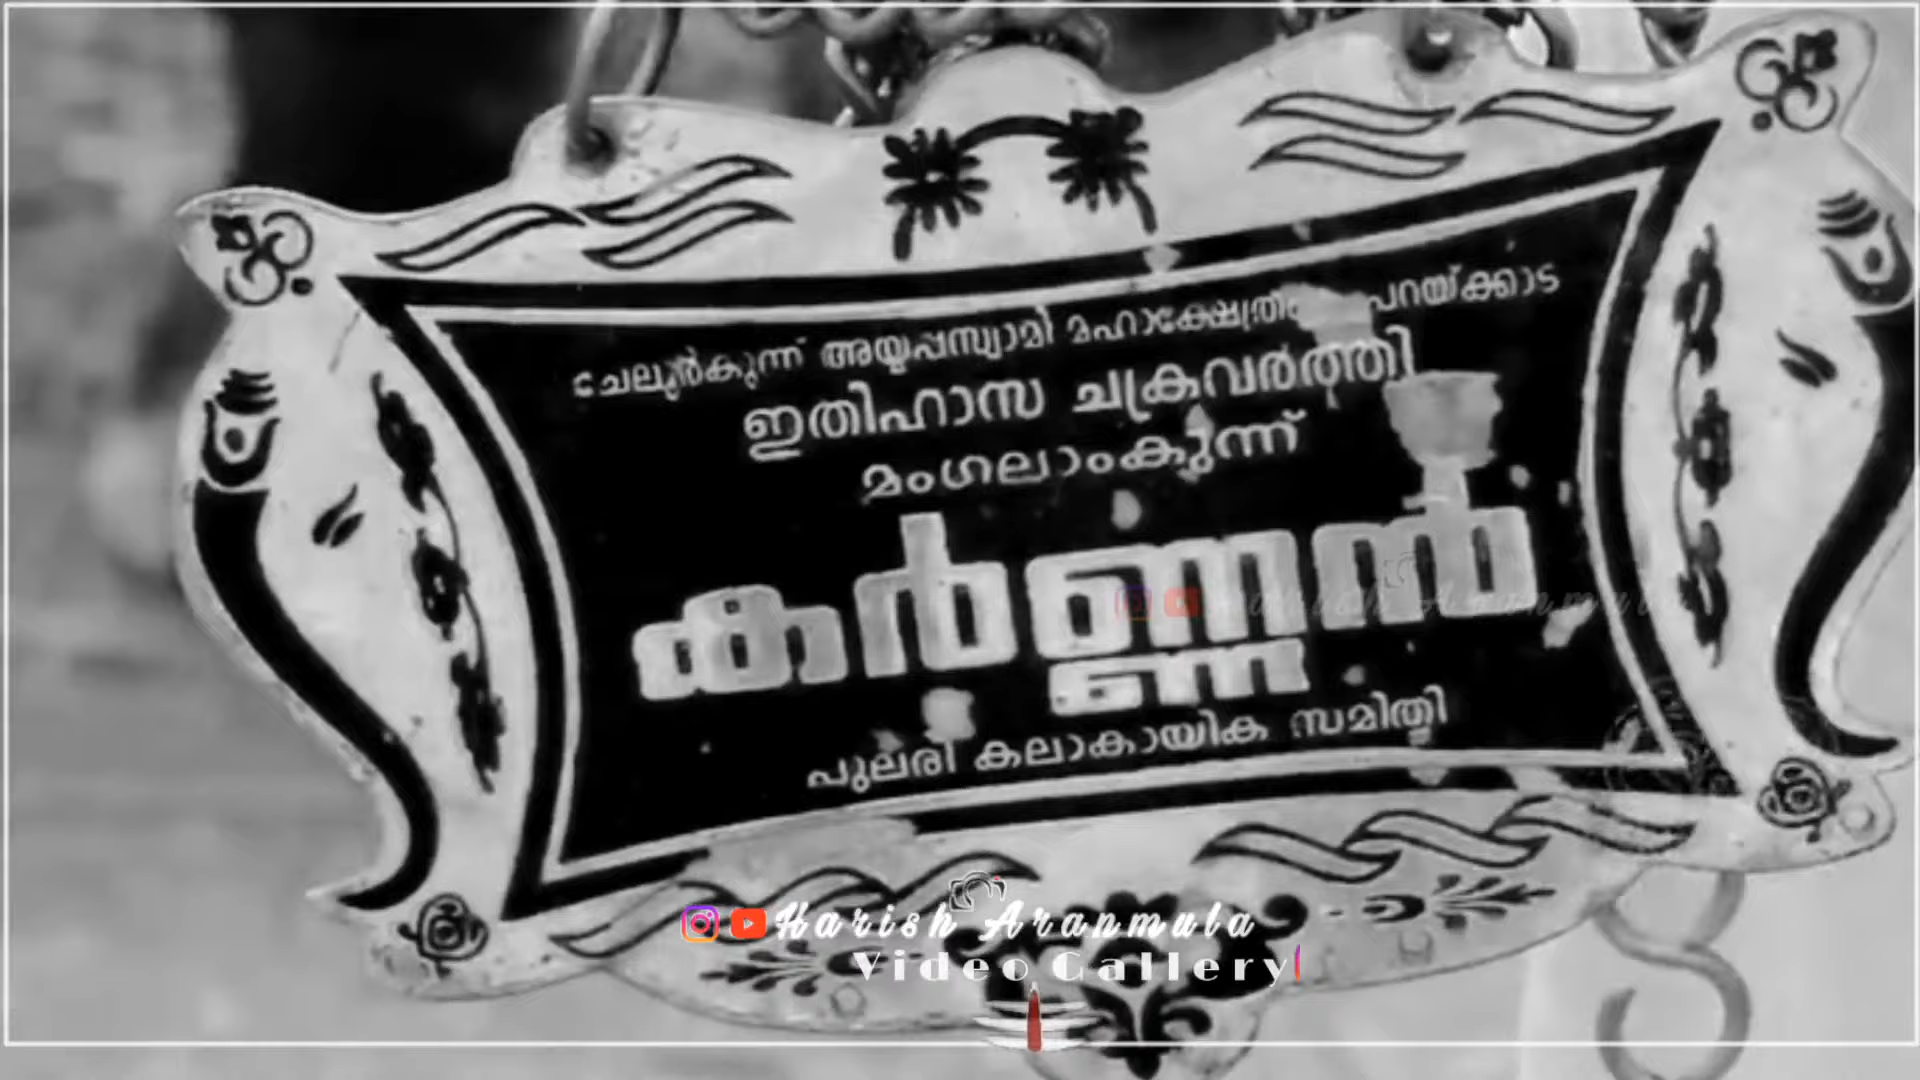 ചേലൂർകുന്ന് അയ്യപ്പസ്വാമി മഹാക്ഷേത്രം പറയ്ക്കാട
ഇതിഹാസ ചക്രവർത്തി
മംഗലാംകുന്ന്
കർണ്ണൻ
പുലരി കലാകായിക സമിതി
Harish Aranmula
Video Gallery